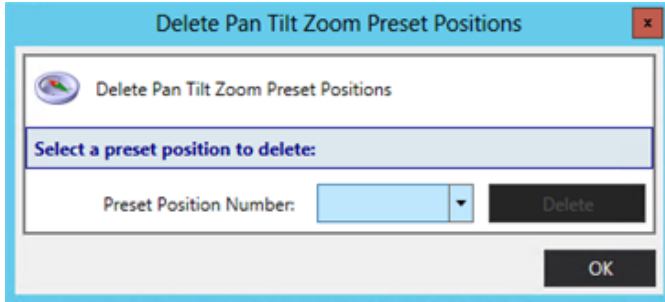 Delete Pan Tilt Zoom Preset Positions
x
Delete Pan Tilt Zoom Preset Positions
Select a preset position to delete:
Preset Position Number: Delete
OK